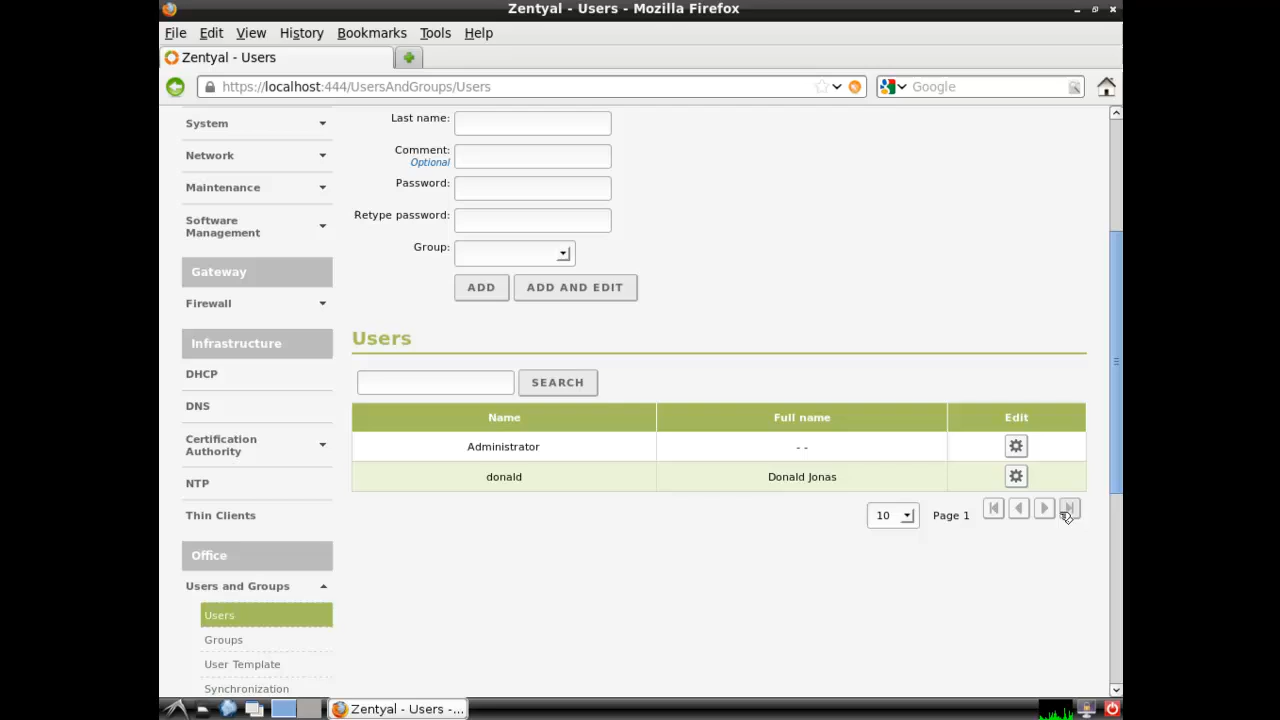 Zentyal - Users - Mozilla Firefox
File Edit View History Bookmarks Tools Help
Zentyal - Users
https://localhost:444/UsersAndGroups/Users
Google
System
Network
Maintenance
Software
Management
Gateway
Firewall
Infrastructure
DHCP
DNS
Certification
Authority
NTP
Thin Clients
Office
Users and Groups
Users
Groups
User Template
Synchronization
Last name:
Comment:
Optional
Password:
Retype password:
Group:
ADD ADD AND EDIT
Users
SEARCH
Name Full name Edit
Administrator - -
donald Donald Jonas
10 Page 1
Zentyal - Users -...